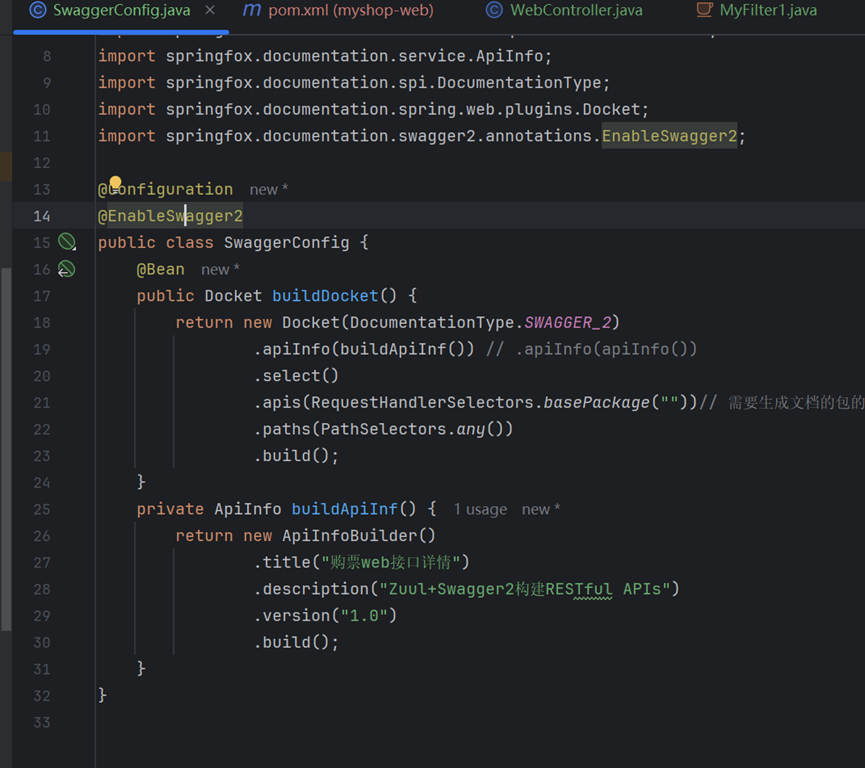 SwaggerConfig.java × pom.xml (myshop-web) WebController.java MyFilter1.java
8 import springfox.documentation.service.ApiInfo;
9 import springfox.documentation.spi.DocumentationType;
10 import springfox.documentation.spring.web.plugins.Docket;
11 import springfox.documentation.swagger2.annotations.EnableSwagger2;
12
13 @Configuration new *
14 @EnableSwagger2
15 public class SwaggerConfig {
16 @Bean new *
17 public Docket buildDocket() {
18 return new Docket(DocumentationType.SWAGGER_2)
19 .apiInfo(buildApiInf()) // .apiInfo(apiInfo())
20 .select()
21 .apis(RequestHandlerSelectors.basePackage(""))// 需要生成文档的包的
22 .paths(PathSelectors.any())
23 .build();
24 }
25 private ApiInfo buildApiInf() { 1 usage new *
26 return new ApiInfoBuilder()
27 .title("购票web接口详情")
28 .description("Zuul+Swagger2构建RESTful APIs")
29 .version("1.0")
30 .build();
31 }
32 }
33